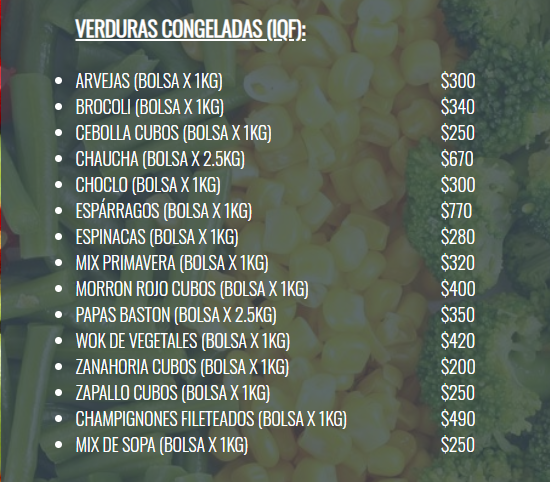 VERDURAS CONGELADAS (IQF):
• ARVEJAS (BOLSA X 1KG) $300
• BROCOLI (BOLSA X 1KG) $340
• CEBOLLA CUBOS (BOLSA X 1KG) $250
• CHAUCHA (BOLSA X 2.5KG) $670
• CHOCLO (BOLSA X 1KG) $300
• ESPÁRRAGOS (BOLSA X 1KG) $770
• ESPINACAS (BOLSA X 1KG) $280
• MIX PRIMAVERA (BOLSA X 1KG) $320
• MORRON ROJO CUBOS (BOLSA X 1KG) $400
• PAPAS BASTON (BOLSA X 2.5KG) $350
• WOK DE VEGETALES (BOLSA X 1KG) $420
• ZANAHORIA CUBOS (BOLSA X 1KG) $200
• ZAPALLO CUBOS (BOLSA X 1KG) $250
• CHAMPIGNONES FILETEADOS (BOLSA X 1KG) $490
• MIX DE SOPA (BOLSA X 1KG) $250